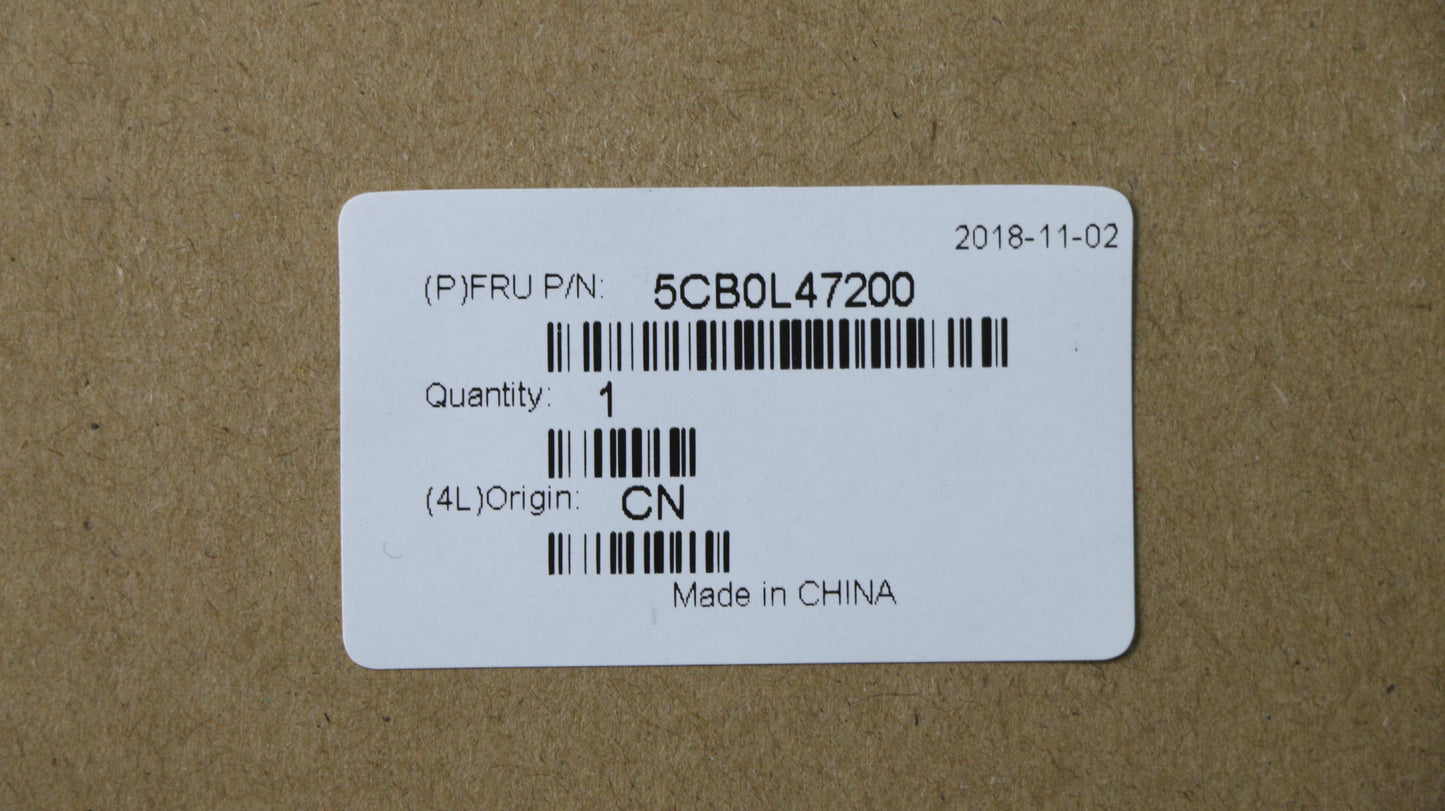 2018-11-02
(P)FRU P/N: 5CB0L47200
Quantity: 1
(4L)Origin: CN
Made in CHINA